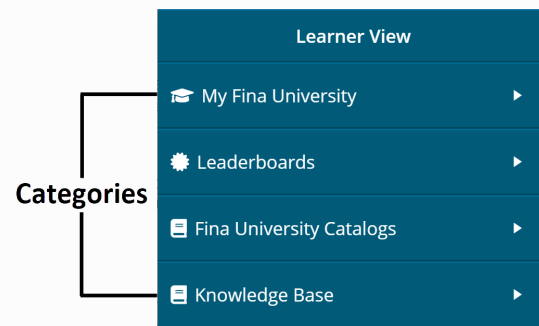 Learner View
My Fina University
Leaderboards
Categories
Fina University Catalogs
Knowledge Base